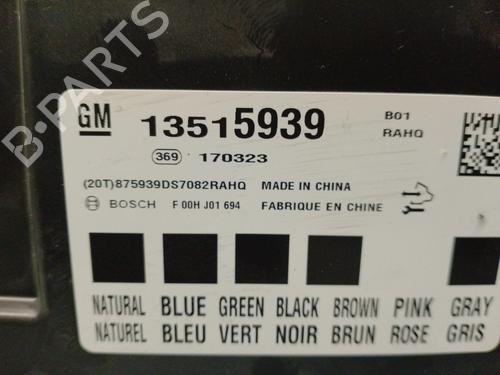 B-PARTS
GM 13515939 B01
RAHQ
369 170323
(20T)875939DS7082RAHQ MADE IN CHINA
BOSCH F 00H J01 694 FABRIQUE EN CHINE
NATURAL BLUE GREEN BLACK BROWN PINK GRAY
NATUREL BLEU VERT NOIR BRUN ROSE GRIS